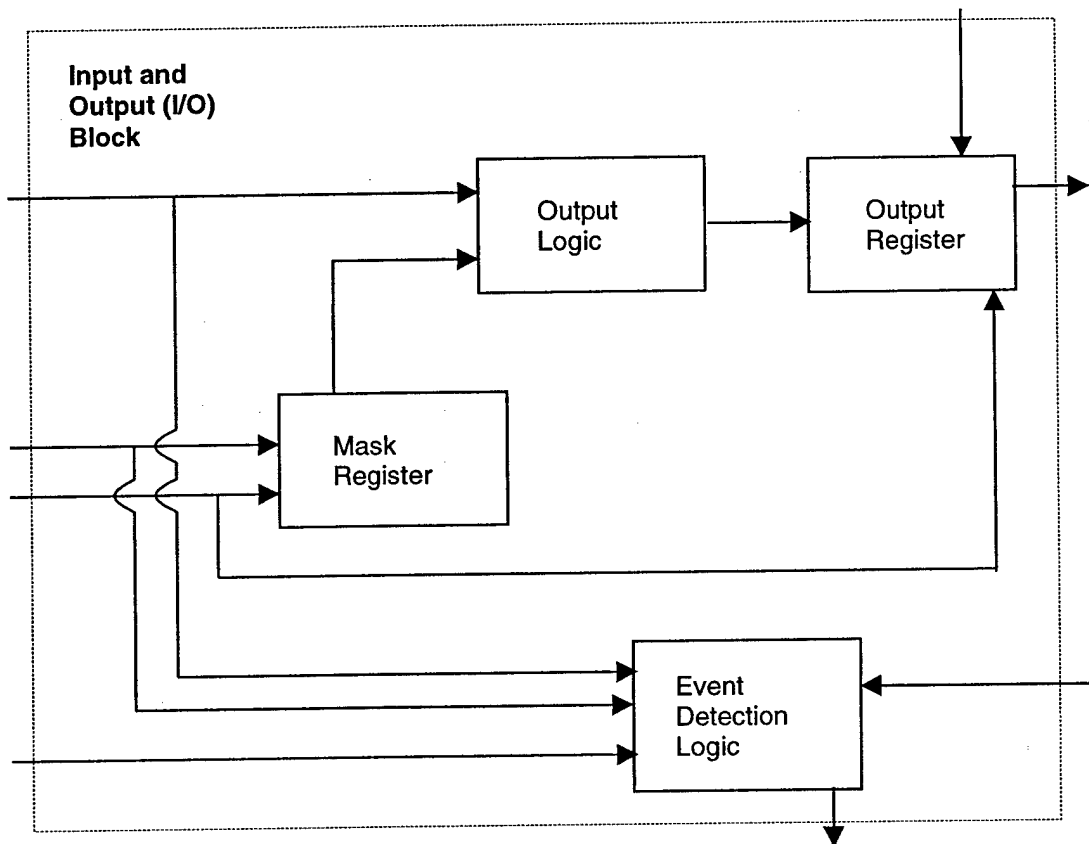 Input and
Output (I/O)
Block
Output
Logic
Output
Register
Mask
Register
Event
Detection
Logic